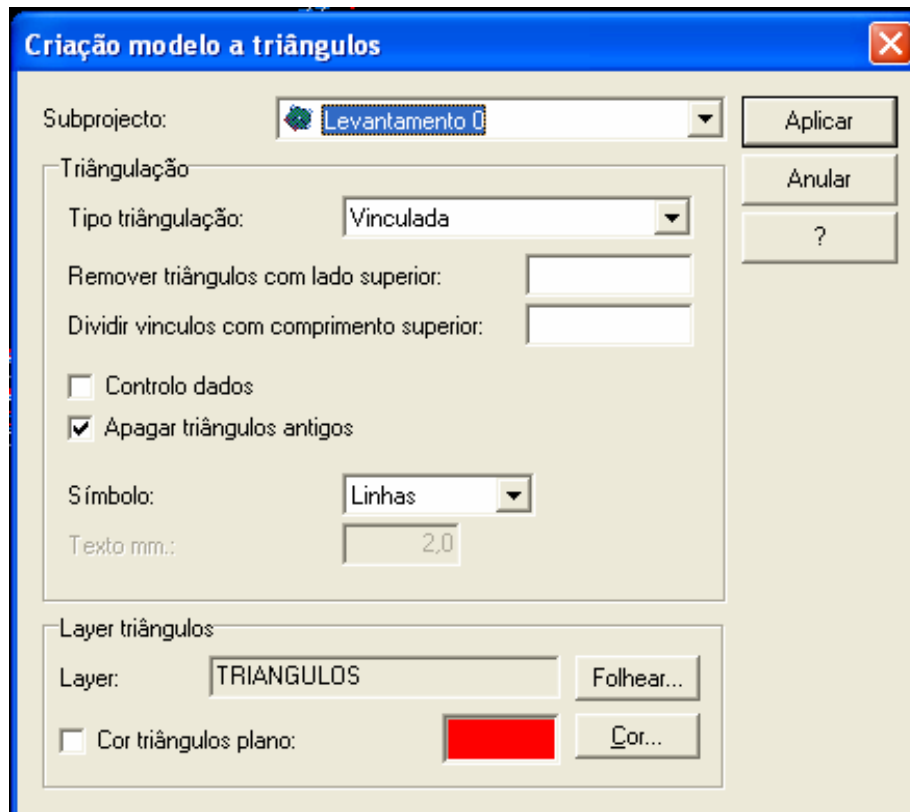 Criação modelo a triângulos
Subprojecto: Levantamento 0 Aplicar
Triângulação Anular
Tipo triângulação: Vinculada ?
Remover triângulos com lado superior:
Dividir vinculos com comprimento superior:
Controlo dados
Apagar triângulos antigos
Símbolo: Linhas
Texto mm.: 2,0
Layer triângulos
Layer: TRIANGULOS Folhear...
Cor triângulos plano: Cor...